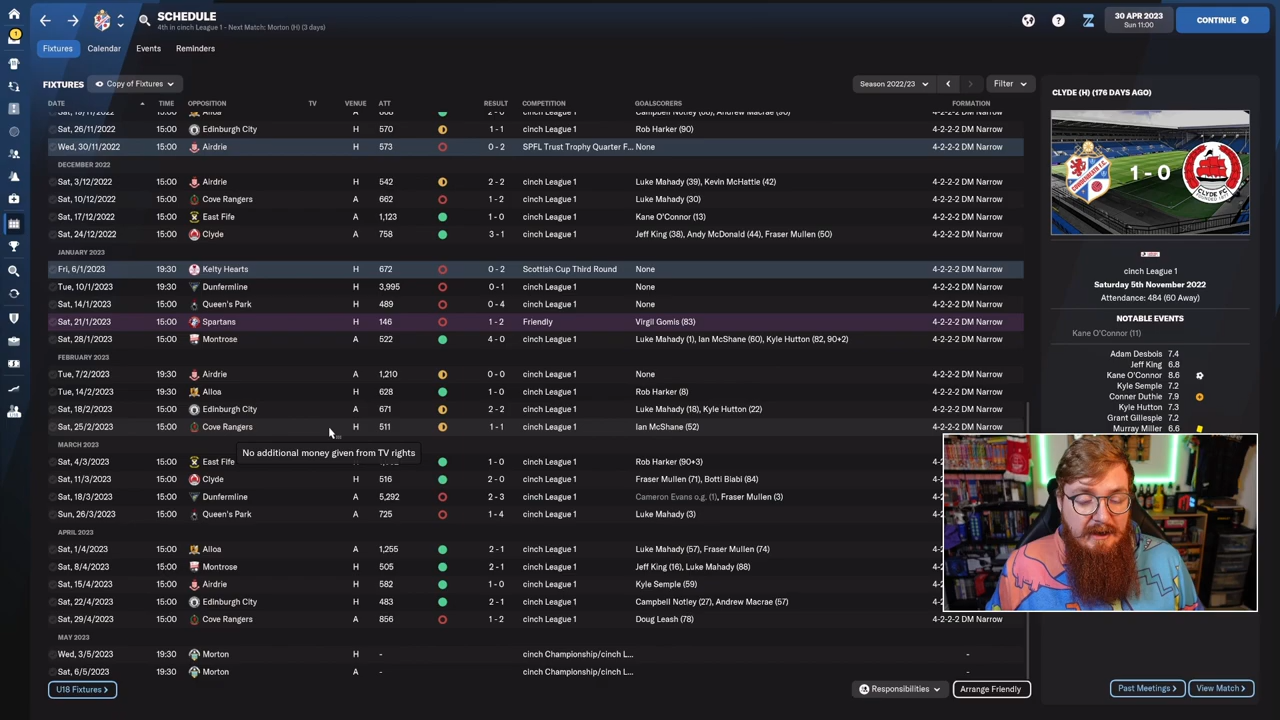 SCHEDULE
4th in cinch League 1 - Next Match: Morton (H) (3 days)
30 APR 2023
Sun 11:00
CONTINUE
1
Fixtures Calendar Events Reminders
FIXTURES Copy of Fixtures Season 2022/23 Filter
DATE TIME OPPOSITION TV VENUE ATT RESULT COMPETITION GOALSCORERS FORMATION
Sat, 26/11/2022 15:00 Edinburgh City H 570 1 - 1 cinch League 1 Rob Harker (90) 4-2-2-2 DM Narrow
Wed, 30/11/2022 15:00 Airdrie H 573 0 - 2 SPFL Trust Trophy Quarter F... None 4-2-2-2 DM Narrow
DECEMBER 2022
Sat, 3/12/2022 15:00 Airdrie H 542 2 - 2 cinch League 1 Luke Mahady (39), Kevin McHattie (42) 4-2-2-2 DM Narrow
Sat, 10/12/2022 15:00 Cove Rangers A 662 1 - 2 cinch League 1 Luke Mahady (30) 4-2-2-2 DM Narrow
Sat, 17/12/2022 15:00 East Fife H 1,123 1 - 0 cinch League 1 Kane O'Connor (13) 4-2-2-2 DM Narrow
Sat, 24/12/2022 15:00 Clyde A 758 3 - 1 cinch League 1 Jeff King (38), Andy McDonald (44), Fraser Mullen (50) 4-2-2-2 DM Narrow
JANUARY 2023
Fri, 6/1/2023 19:30 Kelty Hearts H 672 0 - 2 Scottish Cup Third Round None 4-2-2-2 DM Narrow
Tue, 10/1/2023 19:30 Dunfermline H 3,995 0 - 1 cinch League 1 None 4-2-2-2 DM Narrow
Sat, 14/1/2023 15:00 Queen's Park H 489 0 - 4 cinch League 1 None 4-2-2-2 DM Narrow
Sat, 21/1/2023 15:00 Spartans H 146 1 - 2 Friendly Virgil Gomis (83) 4-2-2-2 DM Narrow
Sat, 28/1/2023 15:00 Montrose A 522 4 - 0 cinch League 1 Luke Mahady (1), Ian McShane (60), Kyle Hutton (82, 90+2) 4-2-2-2 DM Narrow
FEBRUARY 2023
Tue, 7/2/2023 19:30 Airdrie A 1,210 0 - 0 cinch League 1 None 4-2-2-2 DM Narrow
Tue, 14/2/2023 19:30 Alloa H 628 1 - 0 cinch League 1 Rob Harker (8) 4-2-2-2 DM Narrow
Sat, 18/2/2023 15:00 Edinburgh City A 671 2 - 2 cinch League 1 Luke Mahady (18), Kyle Hutton (22) 4-2-2-2 DM Narrow
Sat, 25/2/2023 15:00 Cove Rangers H 511 1 - 1 cinch League 1 Ian McShane (52) 4-2-2-2 DM Narrow
MARCH 2023
No additional money given from TV rights
Sat, 4/3/2023 15:00 East Fife 1 - 0 cinch League 1 Rob Harker (90+3)
Sat, 11/3/2023 15:00 Clyde H 516 2 - 0 cinch League 1 Fraser Mullen (71), Botti Biabi (84)
Sat, 18/3/2023 15:00 Dunfermline A 5,292 2 - 3 cinch League 1 Cameron Evans o.g. (1), Fraser Mullen (3)
Sun, 26/3/2023 15:00 Queen's Park A 725 1 - 4 cinch League 1 Luke Mahady (3)
APRIL 2023
Sat, 1/4/2023 15:00 Alloa A 1,255 2 - 1 cinch League 1 Luke Mahady (57), Fraser Mullen (74)
Sat, 8/4/2023 15:00 Montrose H 505 2 - 1 cinch League 1 Jeff King (16), Luke Mahady (88)
Sat, 15/4/2023 15:00 Airdrie A 582 1 - 0 cinch League 1 Kyle Semple (59)
Sat, 22/4/2023 15:00 Edinburgh City H 483 2 - 1 cinch League 1 Campbell Notley (27), Andrew Macrae (57) 4-2-2-2 DM Narrow
Sat, 29/4/2023 15:00 Cove Rangers A 856 1 - 2 cinch League 1 Doug Leash (78) 4-2-2-2 DM Narrow
MAY 2023
Wed, 3/5/2023 19:30 Morton H - cinch Championship/cinch L... -
Sat, 6/5/2023 19:30 Morton A - cinch Championship/cinch L... -
U18 Fixtures Responsibilities Arrange Friendly
CLYDE (H) (176 DAYS AGO)
1 - 0
cinch League 1
Saturday 5th November 2022
Attendance: 484 (60 Away)
NOTABLE EVENTS
Kane O'Connor (11)
Adam Desbois 7.4
Jeff King 6.8
Kane O'Connor 8.6
Kyle Semple 7.2
Conner Duthie 7.9
Kyle Hutton 7.3
Grant Gillespie 7.2
Murray Miller 6.6
Past Meetings View Match